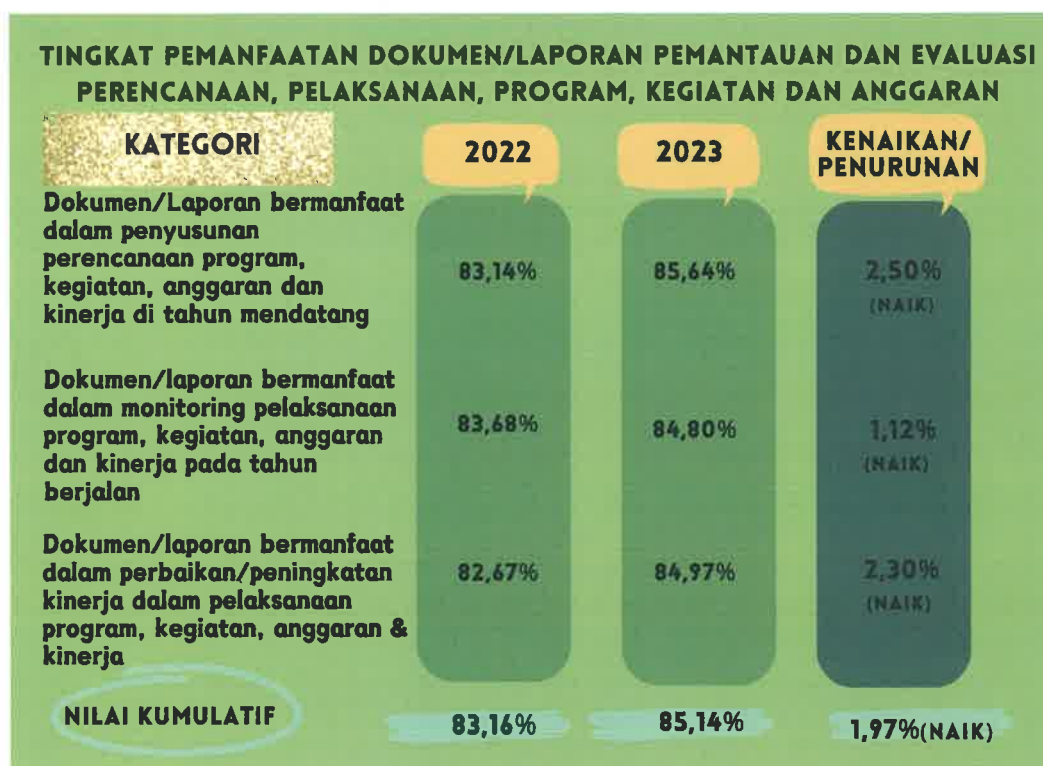 TINGKAT PEMANFAATAN DOKUMEN/LAPORAN PEMANTAUAN DAN EVALUASI
PERENCANAAN, PELAKSANAAN, PROGRAM, KEGIATAN DAN ANGGARAN
KATEGORI
2022
2023
KENAIKAN/
PENURUNAN
Dokumen/Laporan bermanfaat
dalam penyusunan
perencanaan program,
kegiatan, anggaran dan
kinerja di tahun mendatang
83,14%
85,64%
2,50%
(NAIK)
Dokumen/laporan bermanfaat
dalam monitoring pelaksanaan
program, kegiatan, anggaran
dan kinerja pada tahun
berjalan
83,68%
84,80%
1,12%
(NAIK)
Dokumen/laporan bermanfaat
dalam perbaikan/peningkatan
kinerja dalam pelaksanaan
program, kegiatan, anggaran &
kinerja
82,67%
84,97%
2,30%
(NAIK)
NILAI KUMULATIF
83,16%
85,14%
1,97%(NAIK)